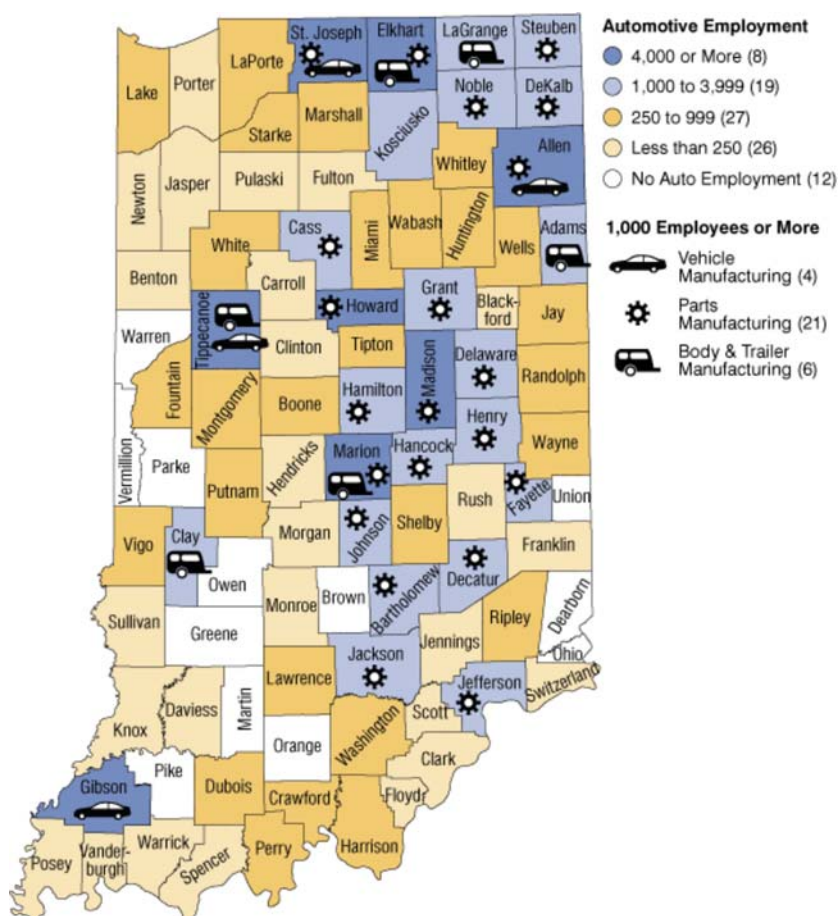 Automotive Employment
4,000 or More (8)
1,000 to 3,999 (19)
250 to 999 (27)
Less than 250 (26)
No Auto Employment (12)
1,000 Employees or More
Vehicle
Manufacturing (4)
Parts
Manufacturing (21)
Body & Trailer
Manufacturing (6)
St. Joseph
Elkhart
LaGrange
Steuben
LaPorte
Porter
Lake
Noble
DeKalb
Marshall
Starke
Kosciusko
Allen
Whitley
Newton
Jasper
Pulaski
Fulton
Wabash
Huntington
Miami
Cass
White
Wells
Adams
Benton
Carroll
Grant
Black-
ford
Jay
Howard
Tippecanoe
Warren
Clinton
Tipton
Madison
Delaware
Randolph
Fountain
Montgomery
Boone
Hamilton
Henry
Wayne
Vermillion
Parke
Putnam
Hendricks
Marion
Hancock
Fayette
Union
Rush
Shelby
Johnson
Morgan
Vigo
Clay
Owen
Franklin
Decatur
Bartholomew
Brown
Monroe
Sullivan
Greene
Dearborn
Ripley
Jennings
Ohio
Switzerland
Jackson
Jefferson
Lawrence
Martin
Daviess
Knox
Scott
Washington
Orange
Clark
Pike
Gibson
Dubois
Crawford
Floyd
Harrison
Perry
Spencer
Warrick
Vander-
burgh
Posey